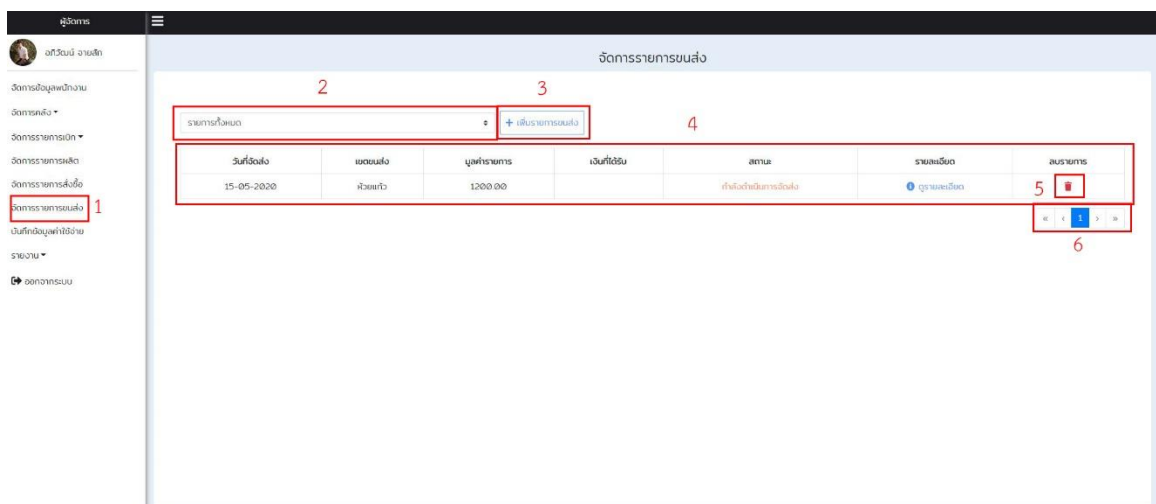 ผู้จัดการ
อภิวัฒน์ อายสัก
จัดการข้อมูลพนักงาน
จัดการคลัง
จัดการรายการเบิก
จัดการรายการผลิต
จัดการรายการสั่งซื้อ
จัดการรายการขนส่ง 1
บันทึกข้อมูลค่าใช้จ่าย
รายงาน
ออกจากระบบ
จัดการรายการขนส่ง
2 3
รายการทั้งหมด + เพิ่มรายการขนส่ง 4
วันที่จัดส่ง เขตขนส่ง มูลค่ารายการ เงินที่ได้รับ สถานะ รายละเอียด ลบรายการ
15-05-2020 ห้วยแก้ว 1200.00 กำลังดำเนินการจัดส่ง ดูรายละเอียด 5
« ‹ 1 › »
6